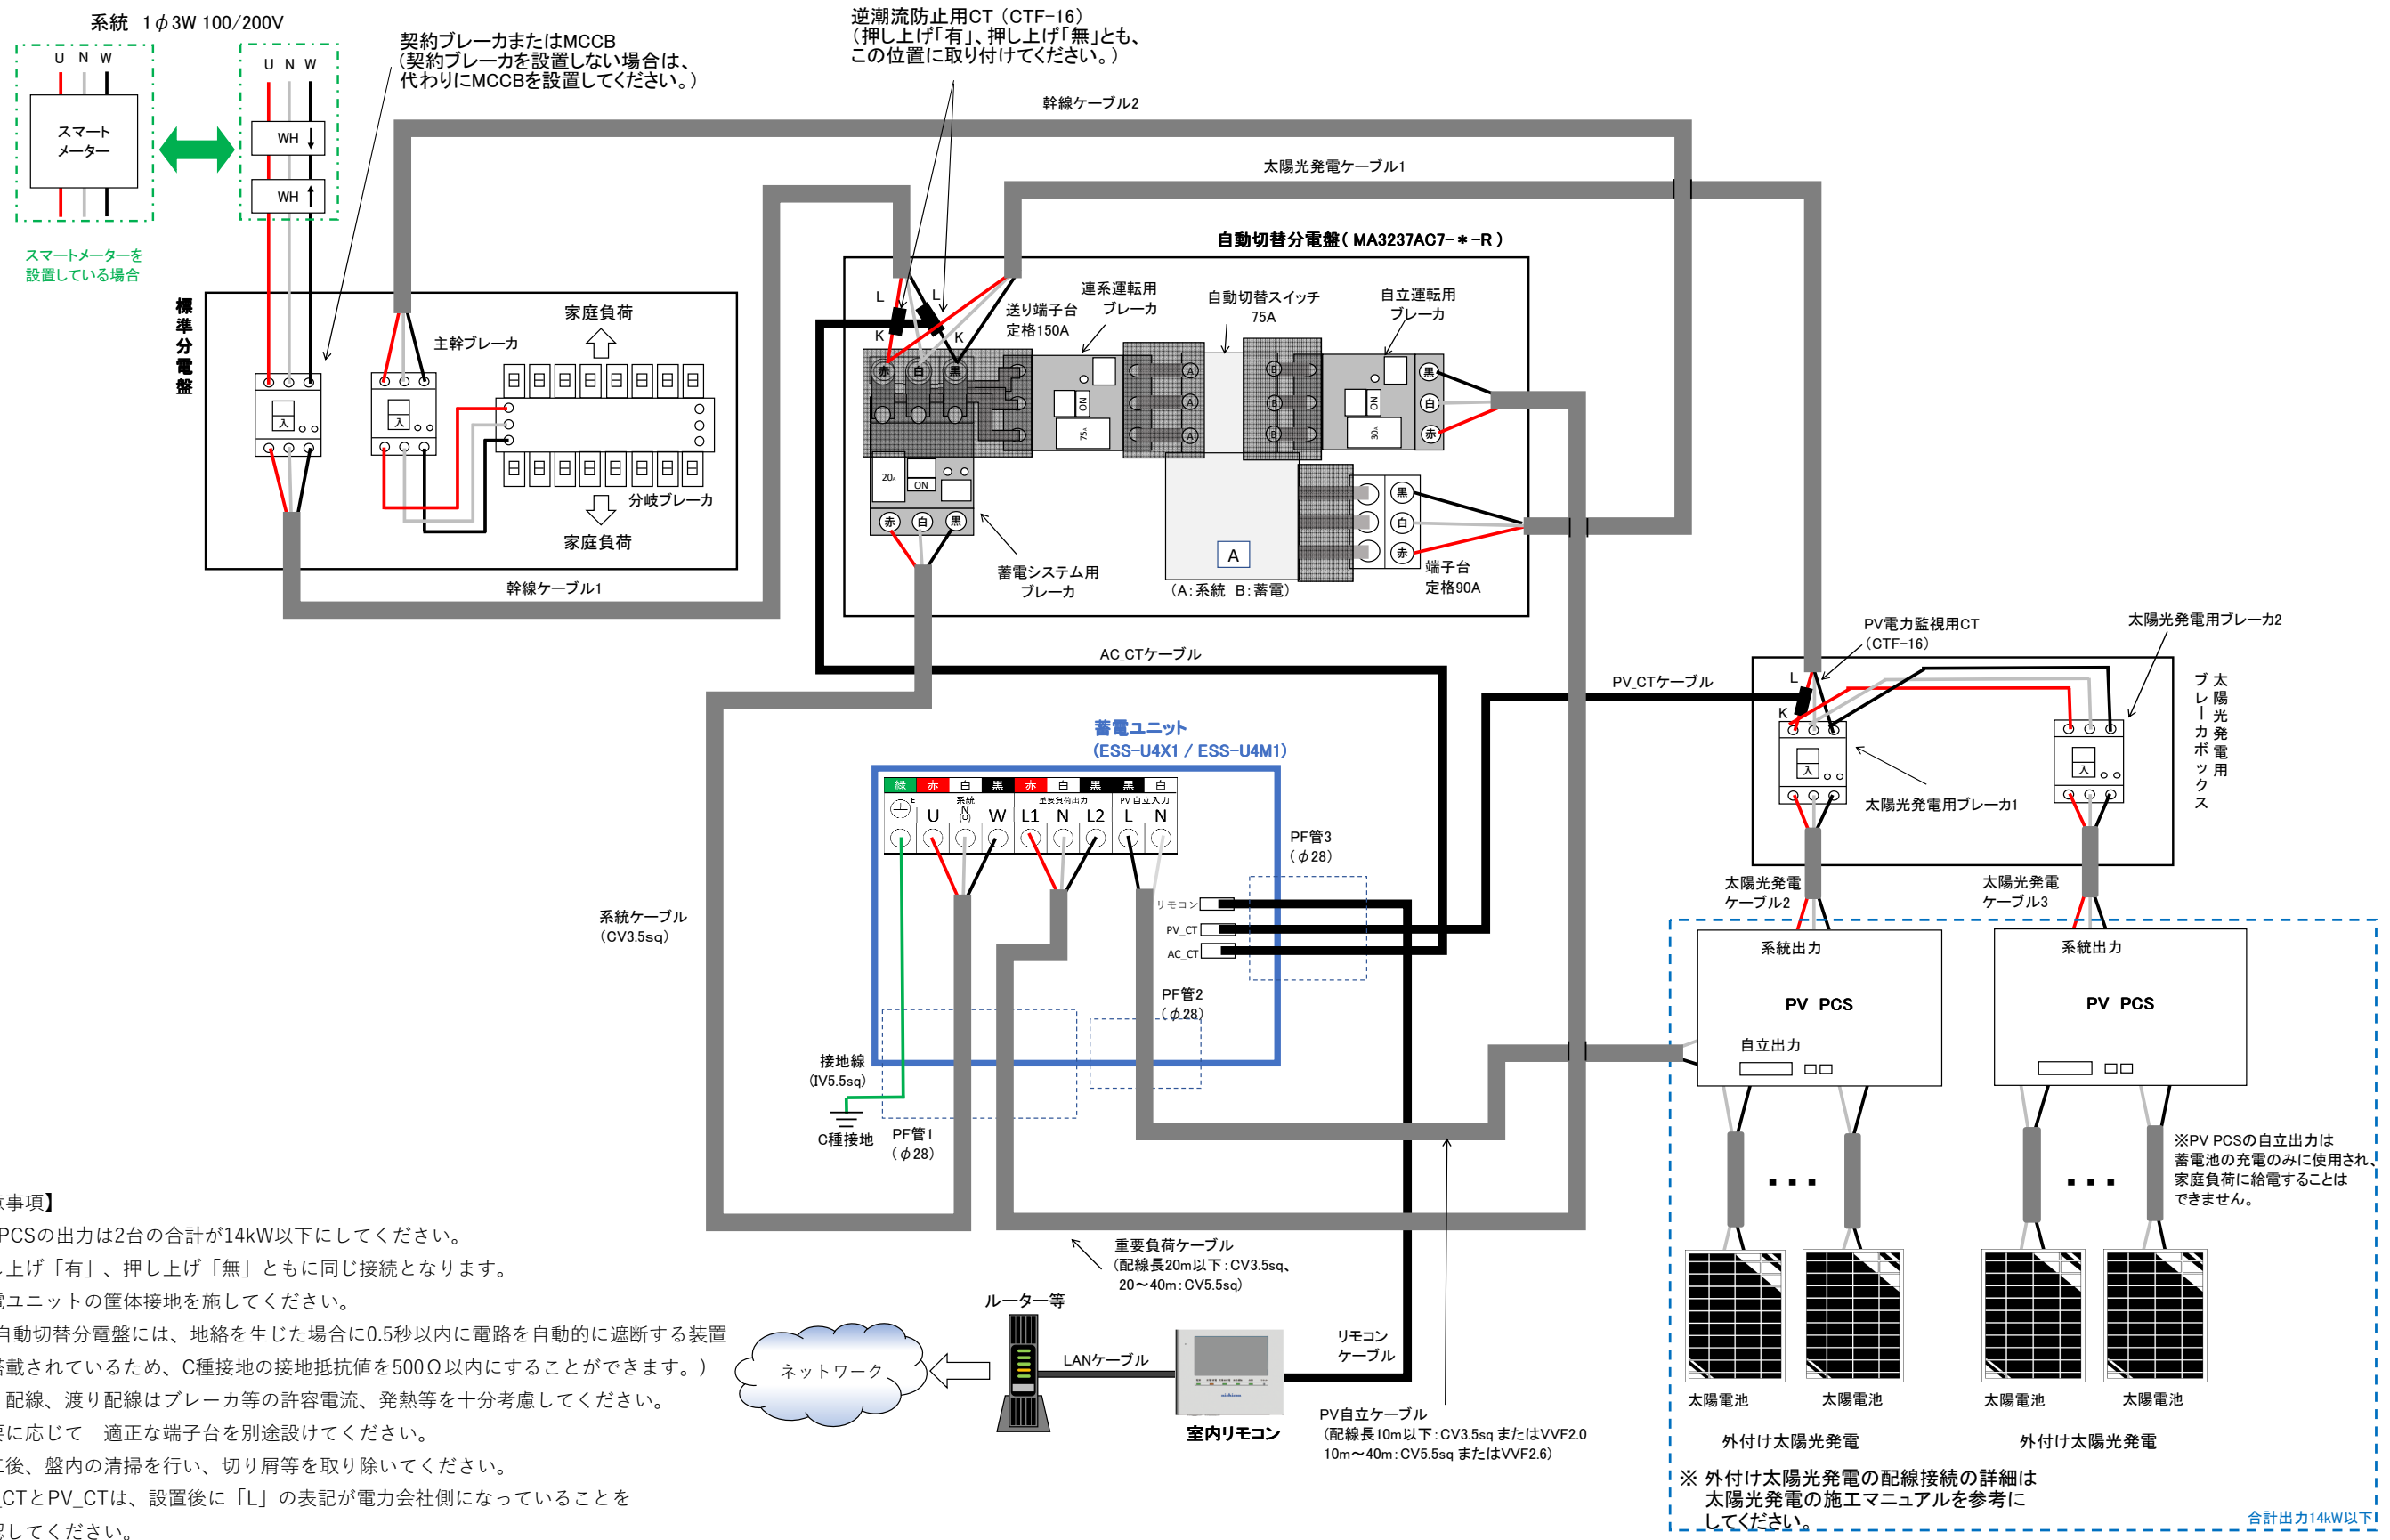 系統 1φ3W 100/200V
U N W
スマート
メーター
U N W
WH ↓
WH ↑
スマートメーターを
設置している場合
契約ブレーカまたはMCCB
（契約ブレーカを設置しない場合は、
代わりにMCCBを設置してください。）
逆潮流防止用CT（CTF-16）
（押し上げ「有」、押し上げ「無」とも、
この位置に取り付けてください。）
幹線ケーブル2
太陽光発電ケーブル1
標準分電盤
主幹ブレーカ
家庭負荷
入
入
分岐ブレーカ
家庭負荷
幹線ケーブル1
自動切替分電盤( MA3237AC7-＊-R )
L
K
L
K
送り端子台
定格150A
連系運転用
ブレーカ
自動切替スイッチ
75A
自立運転用
ブレーカ
赤 白 黒
ON
75A
A
A
A
B
B
B
ON
30A
黒
白
赤
20A
ON
赤 白 黒
蓄電システム用
ブレーカ
A
(A:系統 B:蓄電)
黒
白
赤
端子台
定格90A
AC_CTケーブル
PV_CTケーブル
PV電力監視用CT
（CTF-16）
太陽光発電用ブレーカ2
L
K
入
入
太陽光発電用ブレーカ1
太陽光発電用
ブレーカボックス
太陽光発電
ケーブル2
太陽光発電
ケーブル3
蓄電ユニット
(ESS-U4X1 / ESS-U4M1)
緑 赤 白 黒 赤 白 黒 黒 白
E 系統 重要負荷出力 PV自立入力
U N(O) W L1 N L2 L N
リモコン
PV_CT
AC_CT
PF管3
（φ28）
PF管2
（φ28）
PF管1
（φ28）
系統ケーブル
（CV3.5sq）
接地線
(IV5.5sq)
C種接地
系統出力
PV PCS
自立出力
系統出力
PV PCS
※PV PCSの自立出力は
蓄電池の充電のみに使用され、
家庭負荷に給電することは
できません。
太陽電池
太陽電池
太陽電池
太陽電池
外付け太陽光発電
外付け太陽光発電
※ 外付け太陽光発電の配線接続の詳細は
太陽光発電の施工マニュアルを参考に
してください。
合計出力14kW以下
重要負荷ケーブル
（配線長20m以下：CV3.5sq、
20～40m：CV5.5sq）
PV自立ケーブル
（配線長10m以下：CV3.5sq またはVVF2.0
10m～40m：CV5.5sq またはVVF2.6）
ルーター等
ネットワーク
LANケーブル
室内リモコン
リモコン
ケーブル
意事項】
PCSの出力は2台の合計が14kW以下にしてください。
し上げ「有」、押し上げ「無」ともに同じ接続となります。
電ユニットの筐体接地を施してください。
自動切替分電盤には、地絡を生じた場合に0.5秒以内に電路を自動的に遮断する装置
搭載されているため、C種接地の接地抵抗値を500Ω以内にすることができます。）
配線、渡り配線はブレーカ等の許容電流、発熱等を十分考慮してください。
要に応じて 適正な端子台を別途設けてください。
工後、盤内の清掃を行い、切り屑等を取り除いてください。
_CTとPV_CTは、設置後に「L」の表記が電力会社側になっていることを
認してください。